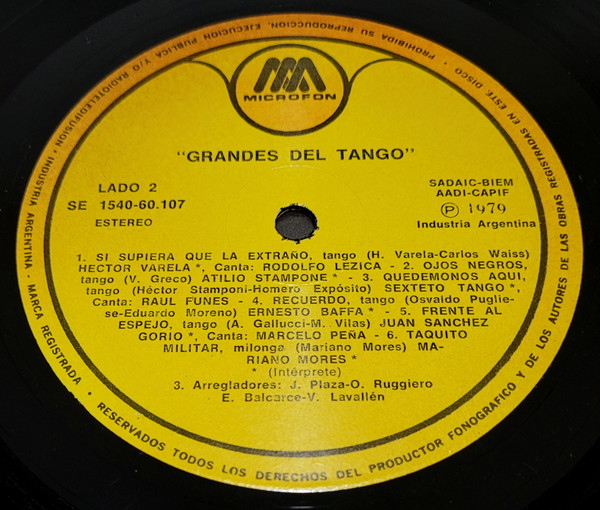 MICROFON
"GRANDES DEL TANGO"
LADO 2
SE 1540-60.107
ESTEREO
SADAIC-BIEM
AADI-CAPIF
Ⓟ 1979
Industria Argentina
1. SI SUPIERA QUE LA EXTRAÑO, tango (H. Varela-Carlos Waiss)
HECTOR VARELA*, Canta: RODOLFO LEZICA - 2. OJOS NEGROS,
tango (V. Greco) ATILIO STAMPONE* - 3. QUEDEMONOS AQUI,
tango (Héctor Stamponi-Homero Expósito) SEXTETO TANGO*,
Canta: RAUL FUNES - 4. RECUERDO, tango (Osvaldo Puglie-
se-Eduardo Moreno) ERNESTO BAFFA* - 5. FRENTE AL
ESPEJO, tango (A. Gallucci-M. Vilas) JUAN SANCHEZ
GORIO*, Canta: MARCELO PEÑA - 6. TAQUITO
MILITAR, milonga (Mariano Mores) MA-
RIANO MORES*
* (Intérprete)
3. Arregladores: J. Plaza-O. Ruggiero
E. Balcarce-V. Lavallén
INDUSTRIA ARGENTINA - MARCA REGISTRADA • RESERVADOS TODOS LOS DERECHOS DEL PRODUCTOR FONOGRAFICO Y DE LOS AUTORES DE LAS OBRAS REGISTRADAS EN ESTE DISCO • PROHIBIDA SU REPRODUCCION, EJECUCION PUBLICA Y/O RADIOTELEDIFUSION •